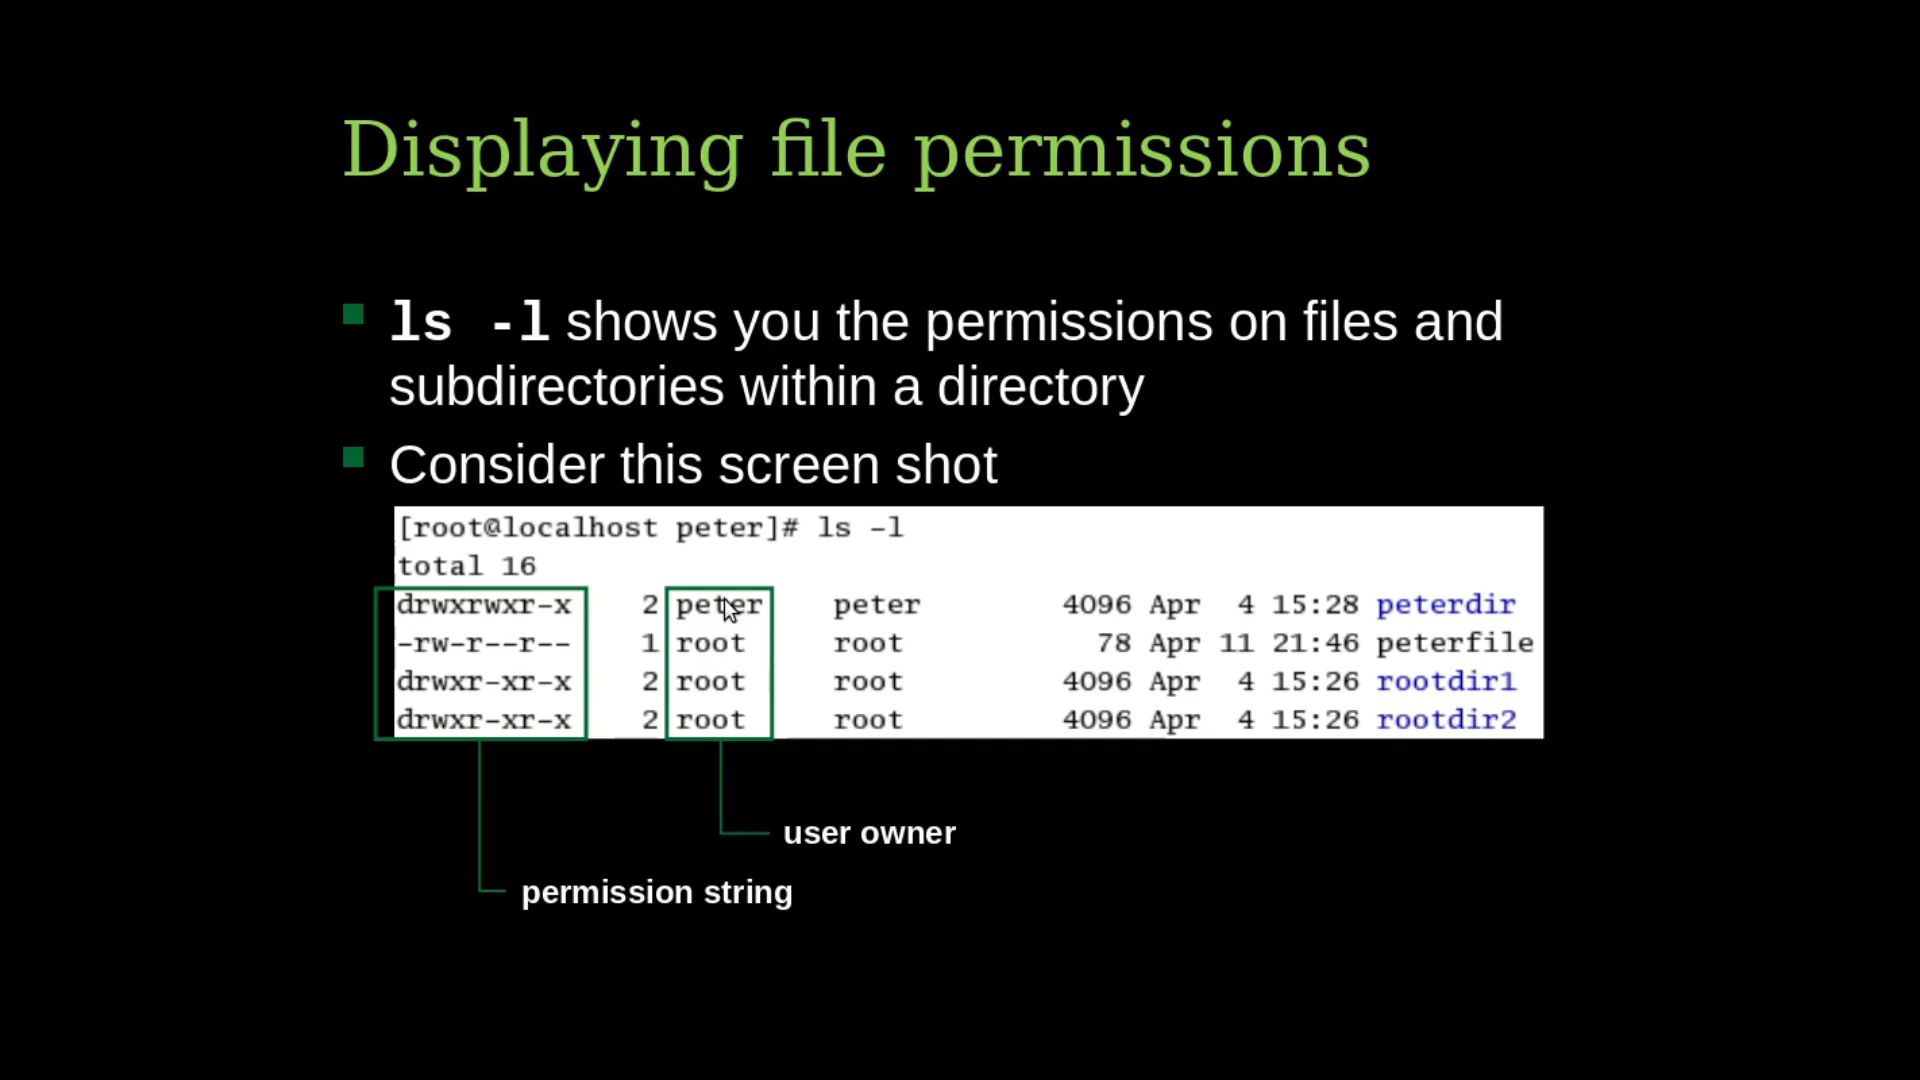 Displaying file permissions
ls -l shows you the permissions on files and
subdirectories within a directory
Consider this screen shot
[root@localhost peter]# ls -l
total 16
drwxrwxr-x 2 peter peter 4096 Apr 4 15:28 peterdir
-rw-r--r-- 1 root root 78 Apr 11 21:46 peterfile
drwxr-xr-x 2 root root 4096 Apr 4 15:26 rootdir1
drwxr-xr-x 2 root root 4096 Apr 4 15:26 rootdir2
user owner
permission string